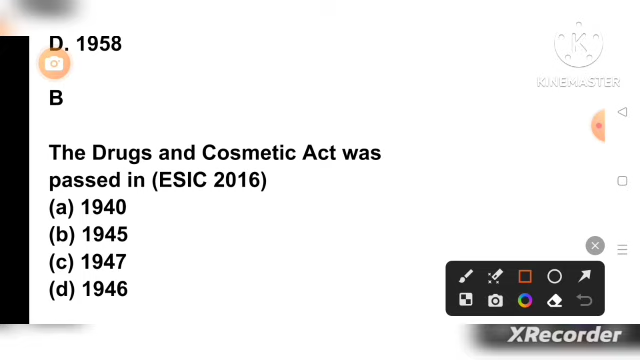 D. 1958
KINEMASTER
B
The Drugs and Cosmetic Act was
passed in (ESIC 2016)
(a) 1940
(b) 1945
(c) 1947
(d) 1946
XRecorder